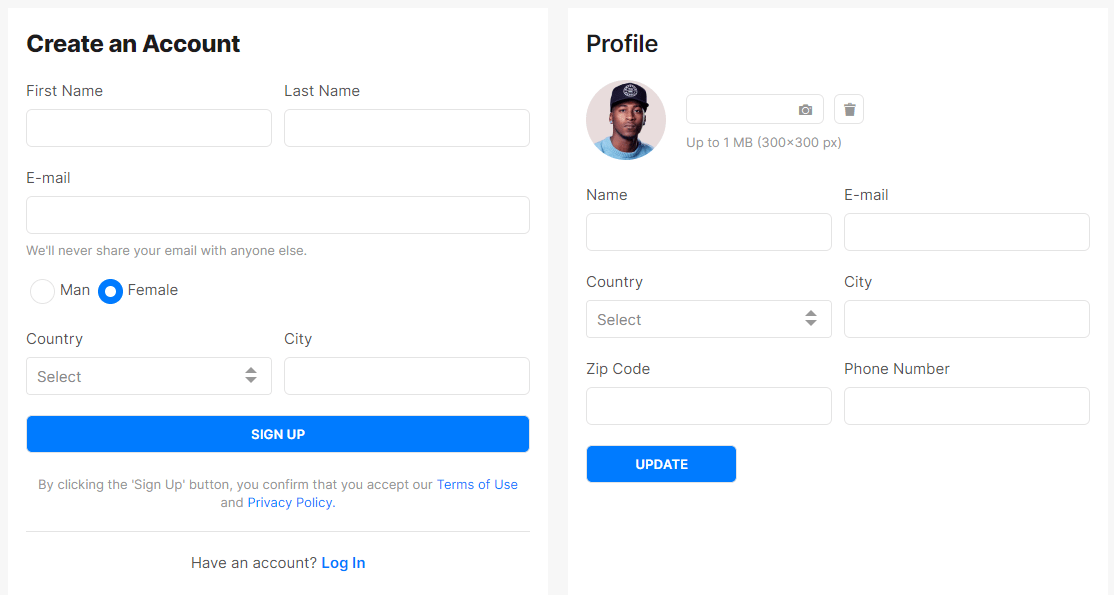 Create an Account
First Name
Last Name
E-mail
We'll never share your email with anyone else.
Man
Female
Country
City
Select
SIGN UP
By clicking the 'Sign Up' button, you confirm that you accept our Terms of Use
and Privacy Policy.
Have an account? Log In
Profile
Up to 1 MB (300×300 px)
Name
E-mail
Country
City
Select
Zip Code
Phone Number
UPDATE